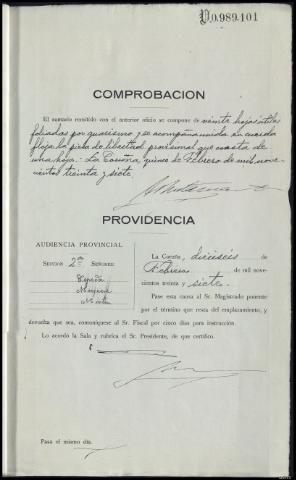 P0.989.101
COMPROBACION
El sumario remitido con el anterior oficio se compone de veinte hojas útiles
foliadas por guarismo y se acompaña unida en cuerda
floja la pieza de libertad provisional que consta de
una hoja.- La Coruña, quince de Febrero de mil nove-
cientos treinta y siete.
PROVIDENCIA
AUDIENCIA PROVINCIAL
SECCIÓN 2ª SEÑORES:
La Coruña, dieciséis de
Febrero de mil nove-
cientos treinta y siete.
Pase esta causa al Sr. Magistrado ponente
por el término que resta del emplazamiento, y
devuelta que sea, comuníquese al Sr. Fiscal por cinco días para instrucción.
Lo acordó la Sala y rubrica el Sr. Presidente, de que certifico.
Pasa el mismo día.